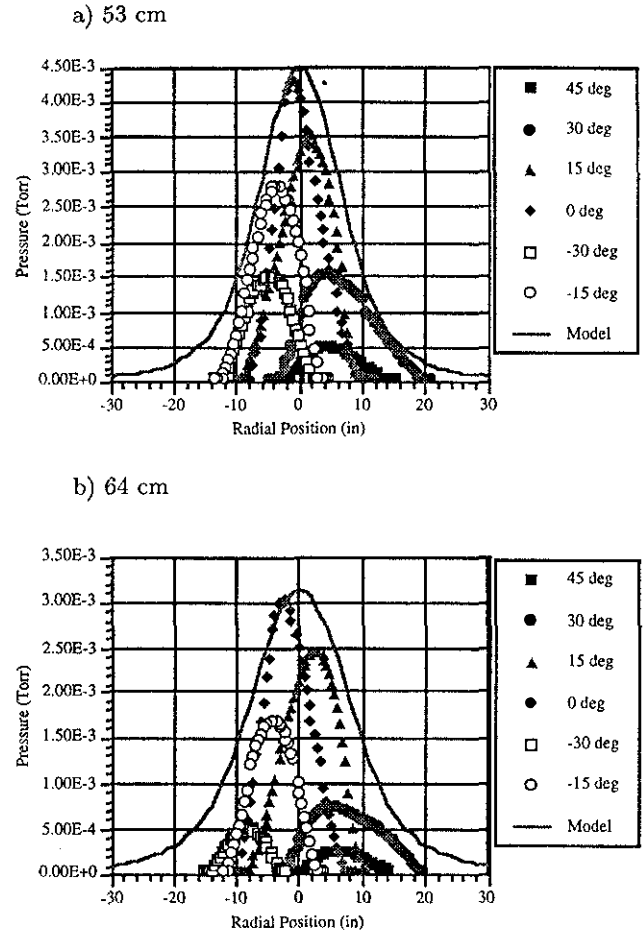 a) 53 cm
4.50E-3
4.00E-3
3.50E-3
3.00E-3
2.50E-3
2.00E-3
1.50E-3
1.00E-3
5.00E-4
0.00E+0
Pressure (Torr)
-30 -20 -10 0 10 20 30
Radial Position (in)
45 deg
30 deg
15 deg
0 deg
-30 deg
-15 deg
Model
b) 64 cm
3.50E-3
3.00E-3
2.50E-3
2.00E-3
1.50E-3
1.00E-3
5.00E-4
0.00E+0
Pressure (Torr)
-30 -20 -10 0 10 20 30
Radial Position (in)
45 deg
30 deg
15 deg
0 deg
-30 deg
-15 deg
Model